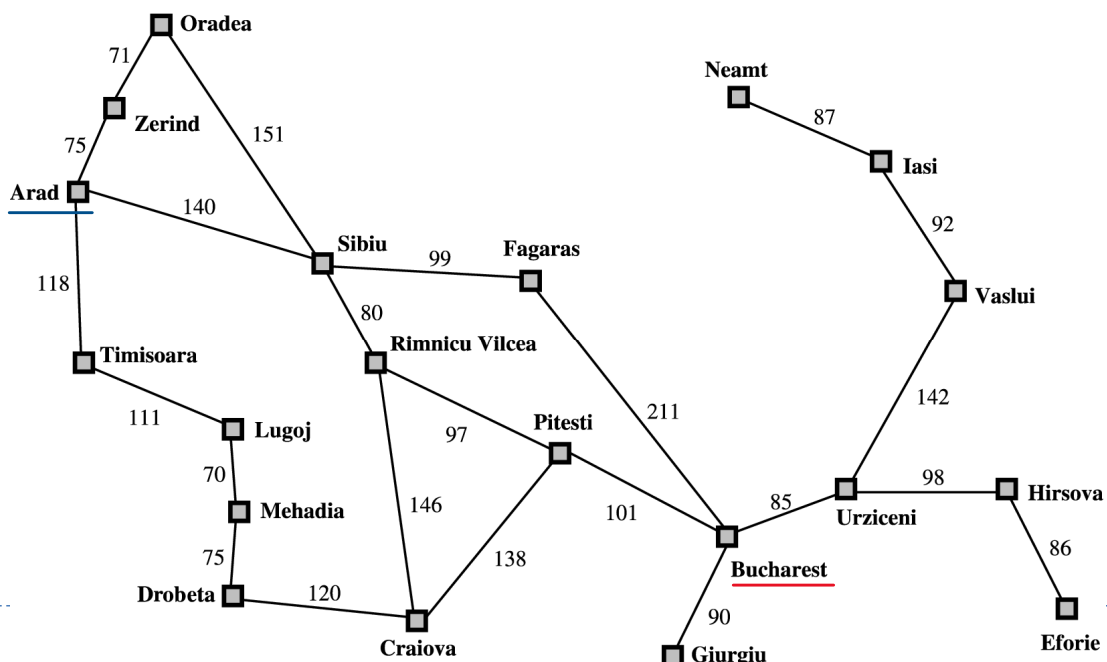 Oradea
71
Neamt
87
Zerind
75
151
Iasi
Arad
140
92
Sibiu
99
Fagaras
118
80
Vaslui
Timisoara
Rimnicu Vilcea
142
111
211
Lugoj
97
Pitesti
70
98
Hirsova
Mehadia
146
101
85
Urziceni
75
138
86
Bucharest
Drobeta
120
90
Craiova
Eforie
Giurgiu